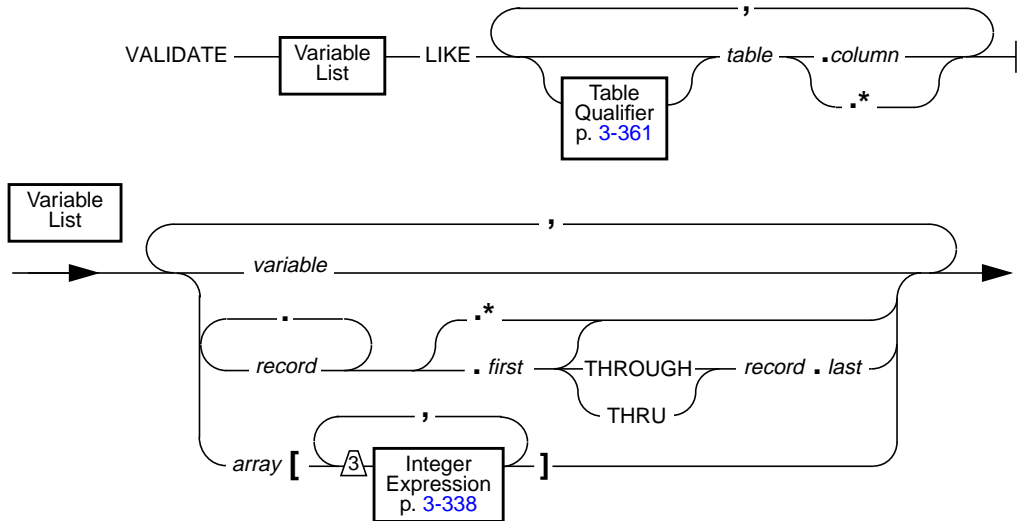 ,
VALIDATE Variable List LIKE table .column
Table Qualifier p. 3-361
.*
Variable List
,
variable
. .*
record . first THROUGH record . last
THRU
,
array [ 3 Integer Expression p. 3-338 ]